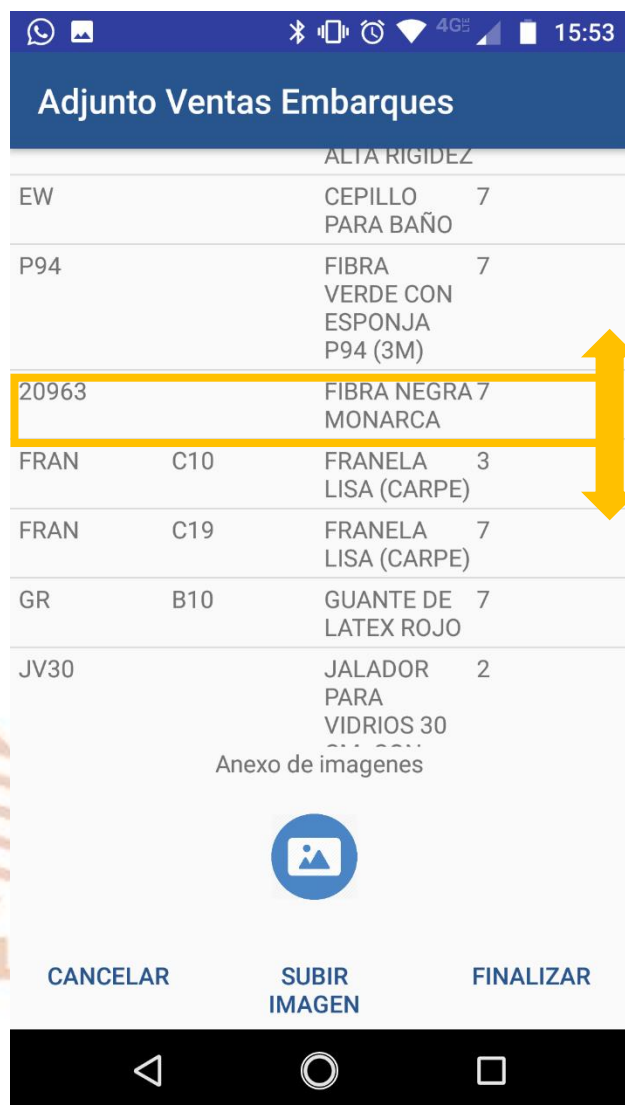 4G 15:53
Adjunto Ventas Embarques
ALTA RIGIDEZ
EW CEPILLO 7
PARA BAÑO
P94 FIBRA 7
VERDE CON
ESPONJA
P94 (3M)
20963 FIBRA NEGRA 7
MONARCA
FRAN C10 FRANELA 3
LISA (CARPE)
FRAN C19 FRANELA 7
LISA (CARPE)
GR B10 GUANTE DE 7
LATEX ROJO
JV30 JALADOR 2
PARA
VIDRIOS 30
Anexo de imagenes
CANCELAR SUBIR FINALIZAR
IMAGEN